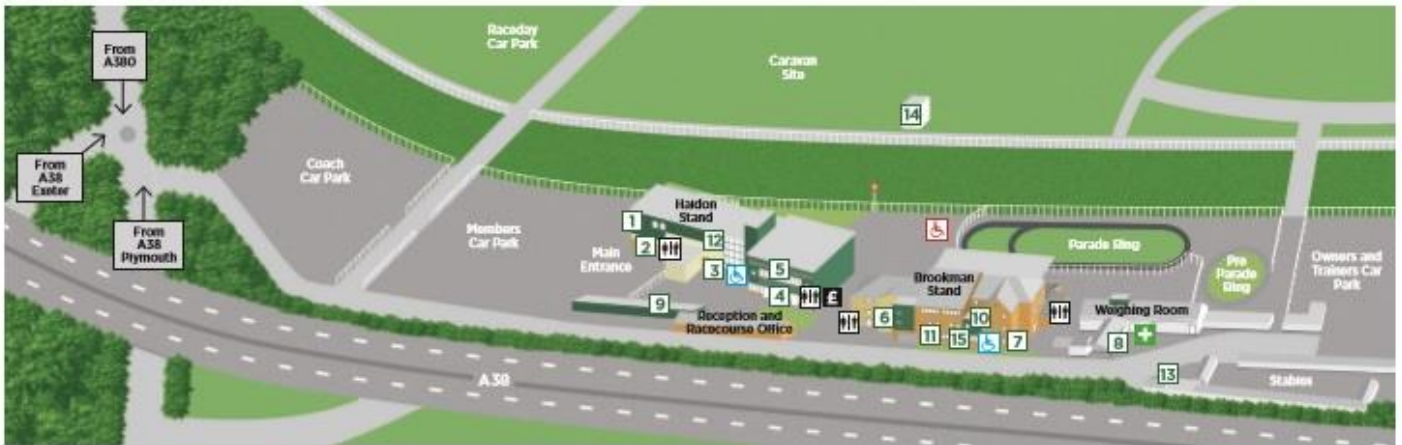 From
A380
From
A38
Exeter
From
A38
Plymouth
Raceday
Car Park
Caravan
Site
14
Coach
Car Park
Members
Car Park
Main
Entrance
Haldon
Stand
1
2
12
3
5
4
£
9
Reception and
Racecourse Office
Parade Ring
Pre
Parade
Ring
Owners and
Trainers Car
Park
Brookman
Stand
6
10
11
15
7
Weighing Room
8
13
Stables
A38